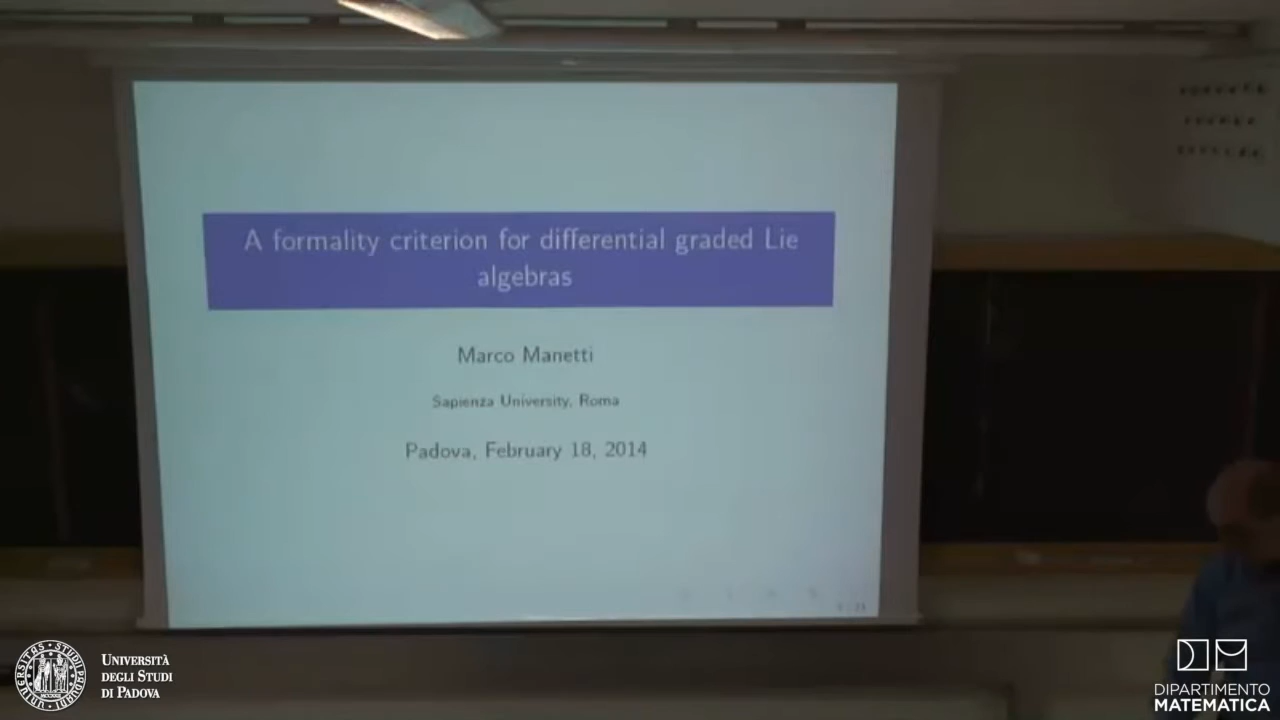 A formality criterion for differential graded Lie
algebras
Marco Manetti
Sapienza University, Roma
Padova, February 18, 2014
UNIVERSITÀ
DEGLI STUDI
DI PADOVA
DIPARTIMENTO
MATEMATICA